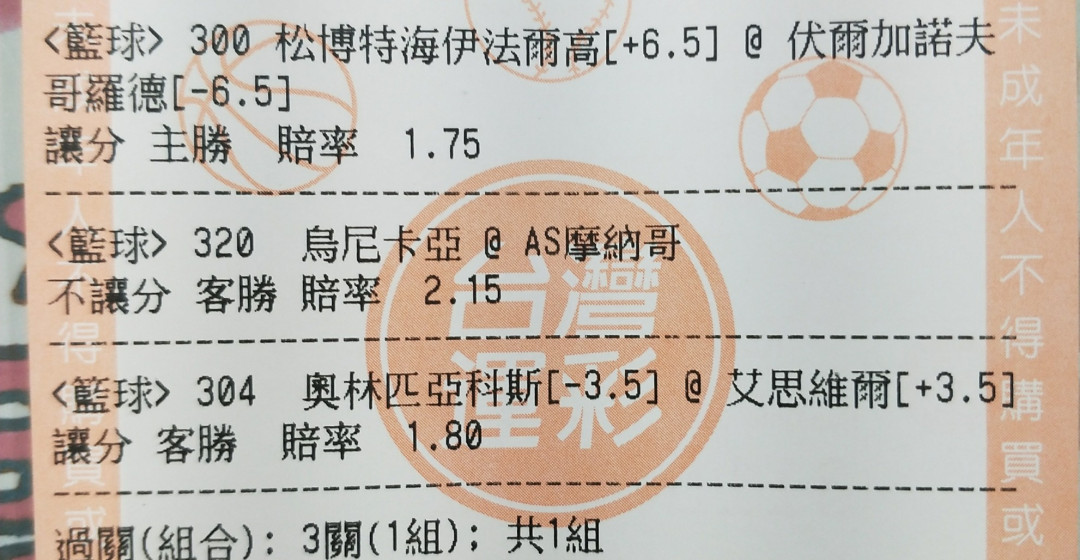 <籃球> 300 松博特海伊法爾高[+6.5] @ 伏爾加諾夫
哥羅德[-6.5]
讓分 主勝 賠率 1.75
<籃球> 320 烏尼卡亞 @ AS摩納哥
不讓分 客勝 賠率 2.15
<籃球> 304 奧林匹亞科斯[-3.5] @ 艾思維爾[+3.5]
讓分 客勝 賠率 1.80
過關(組合): 3關(1組); 共1組
台灣
運彩
未成年人不得購買或